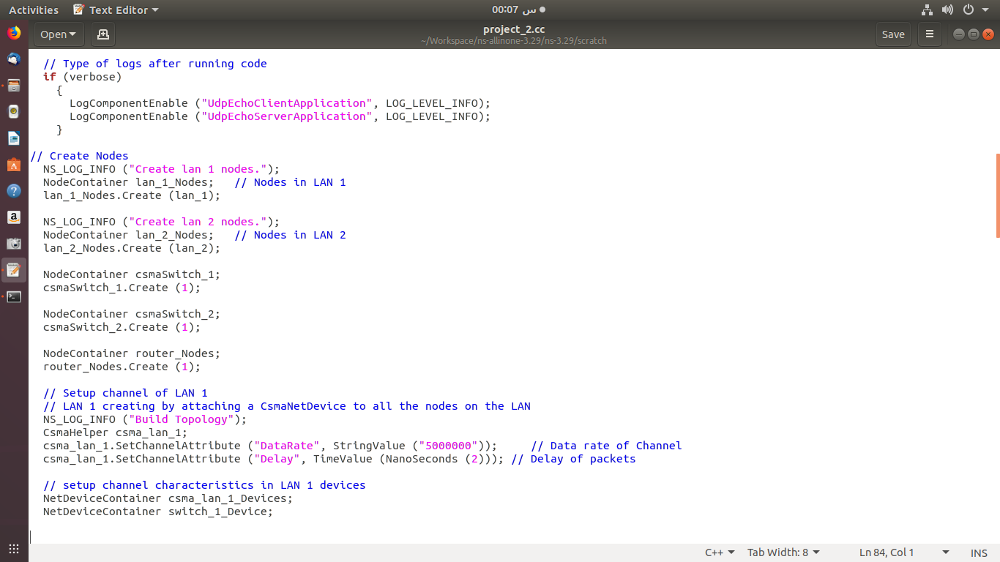 Activities Text Editor 00:07 س
Open project_2.cc Save
~/Workspace/ns-allinone-3.29/ns-3.29/scratch
// Type of logs after running code
if (verbose)
{
LogComponentEnable ("UdpEchoClientApplication", LOG_LEVEL_INFO);
LogComponentEnable ("UdpEchoServerApplication", LOG_LEVEL_INFO);
}
// Create Nodes
NS_LOG_INFO ("Create lan 1 nodes.");
NodeContainer lan_1_Nodes; // Nodes in LAN 1
lan_1_Nodes.Create (lan_1);
NS_LOG_INFO ("Create lan 2 nodes.");
NodeContainer lan_2_Nodes; // Nodes in LAN 2
lan_2_Nodes.Create (lan_2);
NodeContainer csmaSwitch_1;
csmaSwitch_1.Create (1);
NodeContainer csmaSwitch_2;
csmaSwitch_2.Create (1);
NodeContainer router_Nodes;
router_Nodes.Create (1);
// Setup channel of LAN 1
// LAN 1 creating by attaching a CsmaNetDevice to all the nodes on the LAN
NS_LOG_INFO ("Build Topology");
CsmaHelper csma_lan_1;
csma_lan_1.SetChannelAttribute ("DataRate", StringValue ("5000000")); // Data rate of Channel
csma_lan_1.SetChannelAttribute ("Delay", TimeValue (NanoSeconds (2))); // Delay of packets
// setup channel characteristics in LAN 1 devices
NetDeviceContainer csma_lan_1_Devices;
NetDeviceContainer switch_1_Device;
C++ Tab Width: 8 Ln 84, Col 1 INS